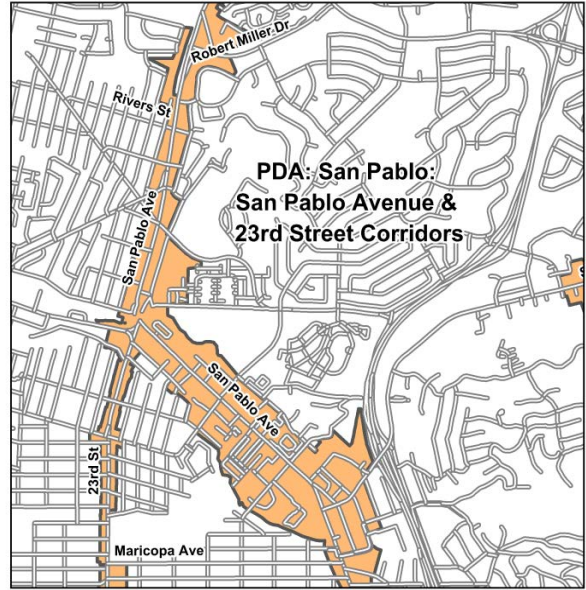 Robert Miller Dr
Rivers St
PDA: San Pablo:
San Pablo Avenue &
23rd Street Corridors
San Pablo Ave
San Pablo Ave
23rd St
Maricopa Ave